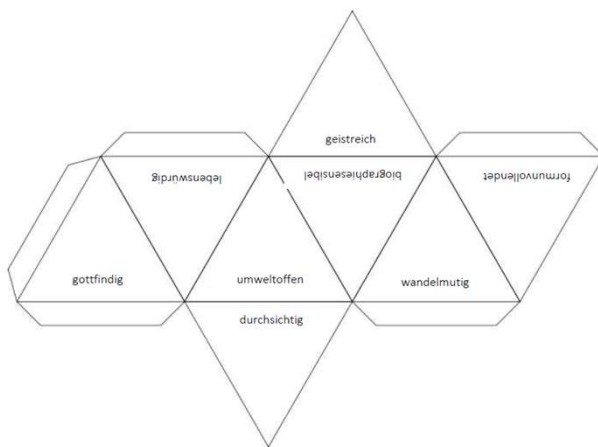 geistreich
lebenswürdig
biographiesensibel
formunvollendet
gottfindig
umweltoffen
wandelmutig
durchsichtig